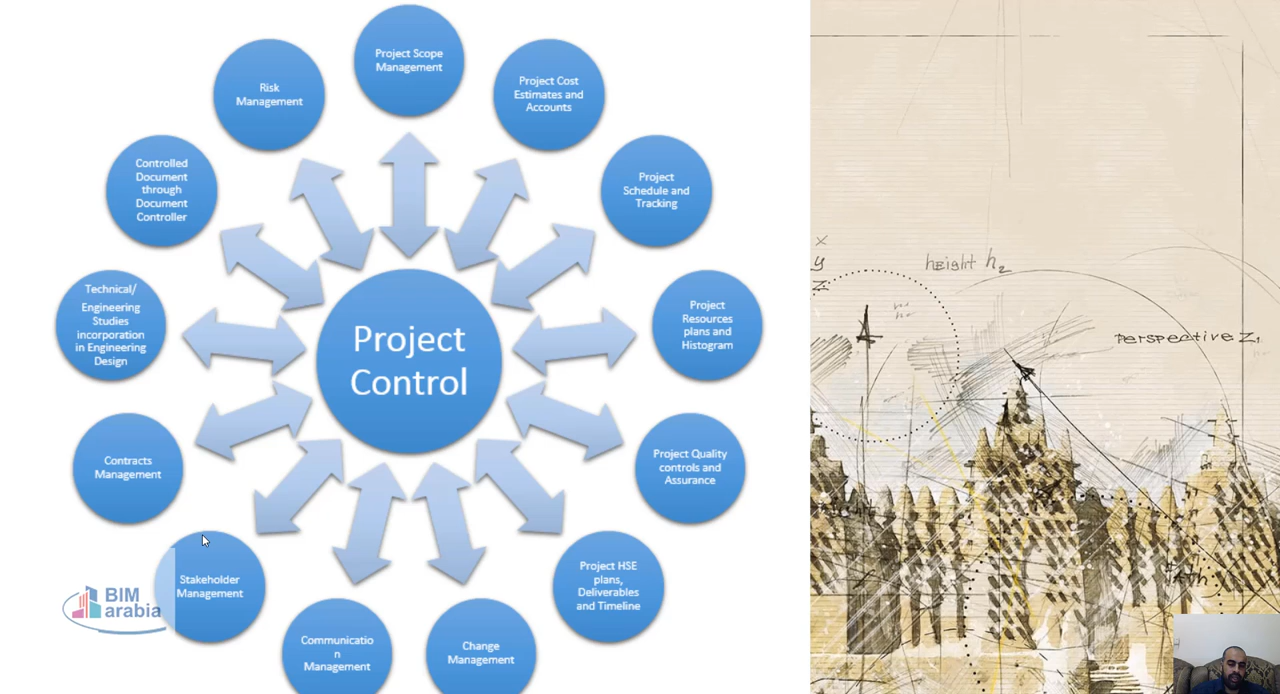 Project Scope
Management
Project Cost
Estimates and
Accounts
Project
Schedule and
Tracking
Project
Resources
plans and
Histogram
Project Quality
controls and
Assurance
Project HSE
plans,
Deliverables
and Timeline
Change
Management
Communicatio
n
Management
Stakeholder
Management
Contracts
Management
Technical/
Engineering
Studies
incorporation
in Engineering
Design
Controlled
Document
through
Document
Controller
Risk
Management
Project
Control
BIM
arabia
x
y
z
height h2
perspective z1